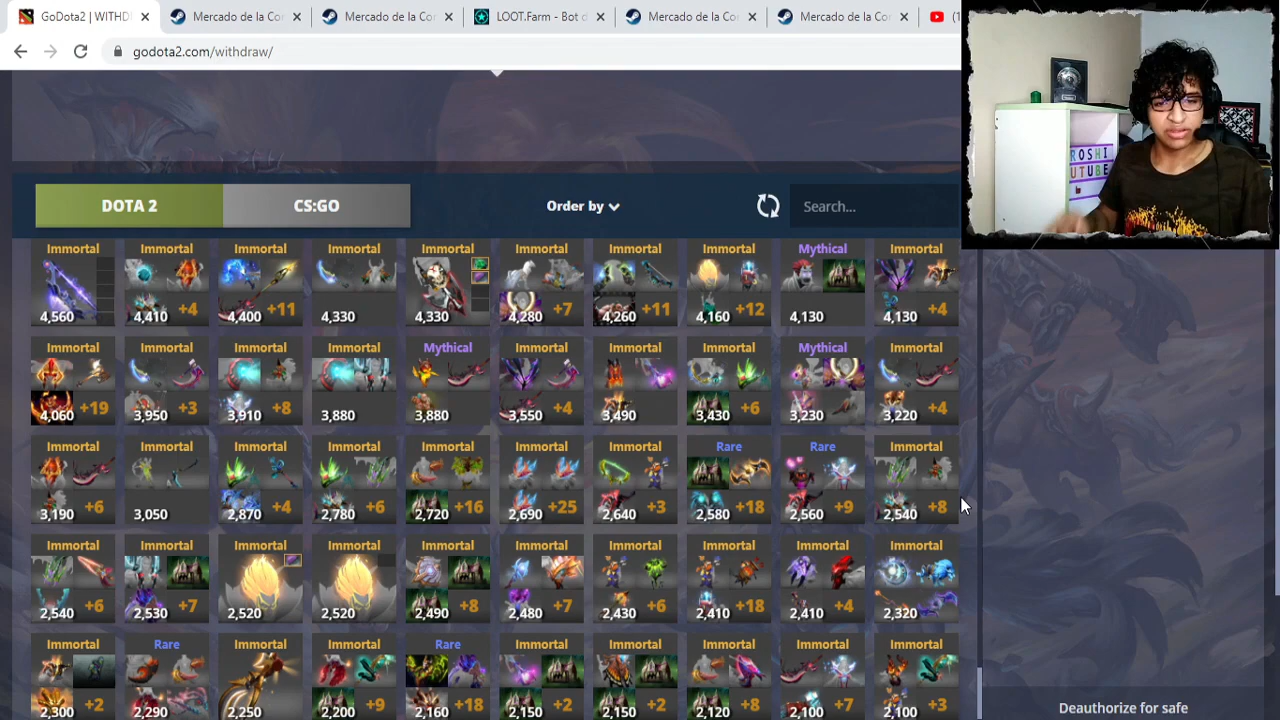 GoDota2 | WITHD
Mercado de la Co
Mercado de la Co
LOOT.Farm - Bot d
Mercado de la Co
Mercado de la Co
godota2.com/withdraw/
ROSHI
UTUBE
DOTA 2
CS:GO
Order by
Search...
Immortal Immortal Immortal Immortal Immortal Immortal Immortal Immortal Mythical Immortal
4,560 4,410 +4 4,400 +11 4,330 4,330 4,280 +7 4,260 +11 4,160 +12 4,130 4,130 +4
Immortal Immortal Immortal Immortal Mythical Immortal Immortal Immortal Mythical Immortal
4,060 +19 3,950 +3 3,910 +8 3,880 3,880 3,550 +4 3,490 3,430 +6 3,230 3,220 +4
Immortal Immortal Immortal Immortal Immortal Immortal Immortal Rare Rare Immortal
3,190 +6 3,050 2,870 +4 2,780 +6 2,720 +16 2,690 +25 2,640 +3 2,580 +18 2,560 +9 2,540 +8
Immortal Immortal Immortal Immortal Immortal Immortal Immortal Immortal Immortal Immortal
2,540 +6 2,530 +7 2,520 2,520 2,490 +8 2,480 +7 2,430 +6 2,410 +18 2,410 +4 2,320
Immortal Rare Immortal Immortal Rare Immortal Immortal Immortal Immortal Immortal
2,300 +2 2,290 2,250 2,200 +9 2,160 +18 2,150 +2 2,150 +2 2,120 +8 2,100 +7 2,100 +3
Deauthorize for safe